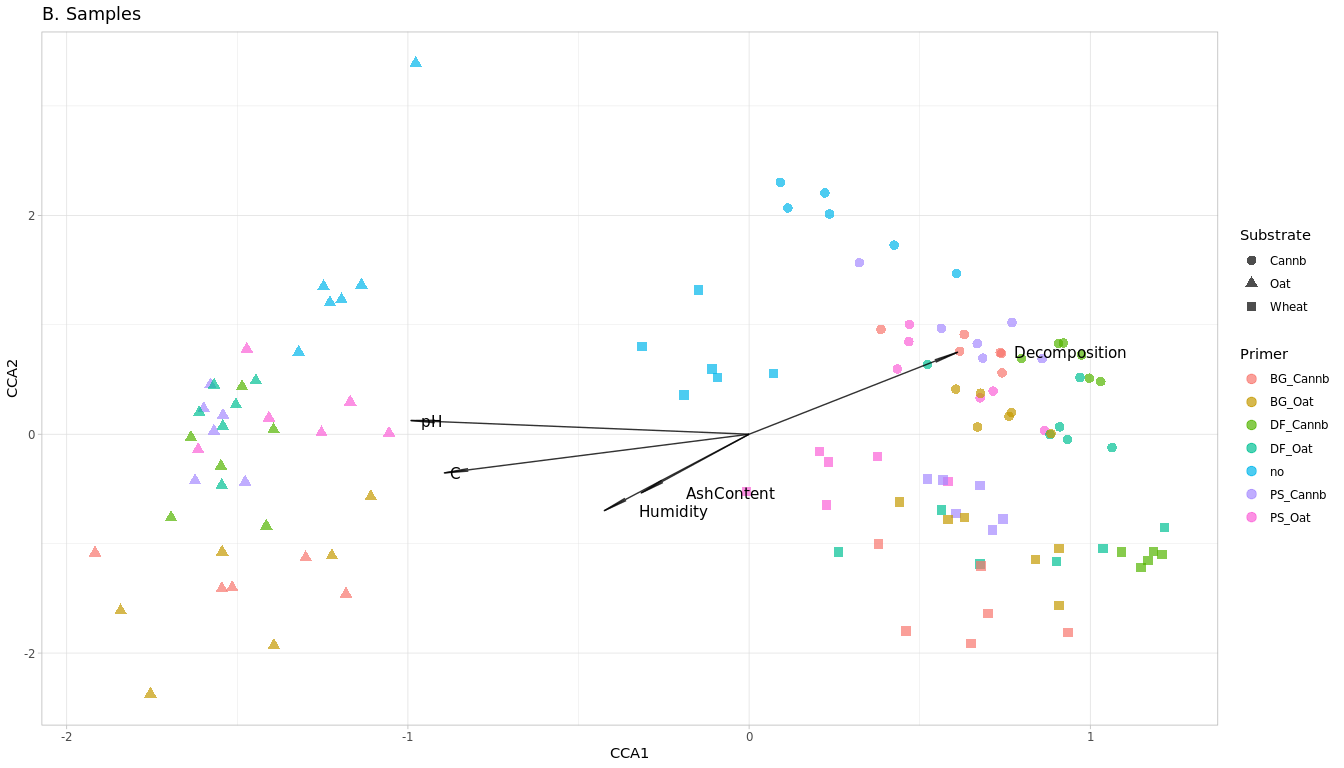 B. Samples
CCA2
2
0
-2
-2
-1
0
1
CCA1
Decomposition
pH
C
AshContent
Humidity
Substrate
Cannb
Oat
Wheat
Primer
BG_Cannb
BG_Oat
DF_Cannb
DF_Oat
no
PS_Cannb
PS_Oat